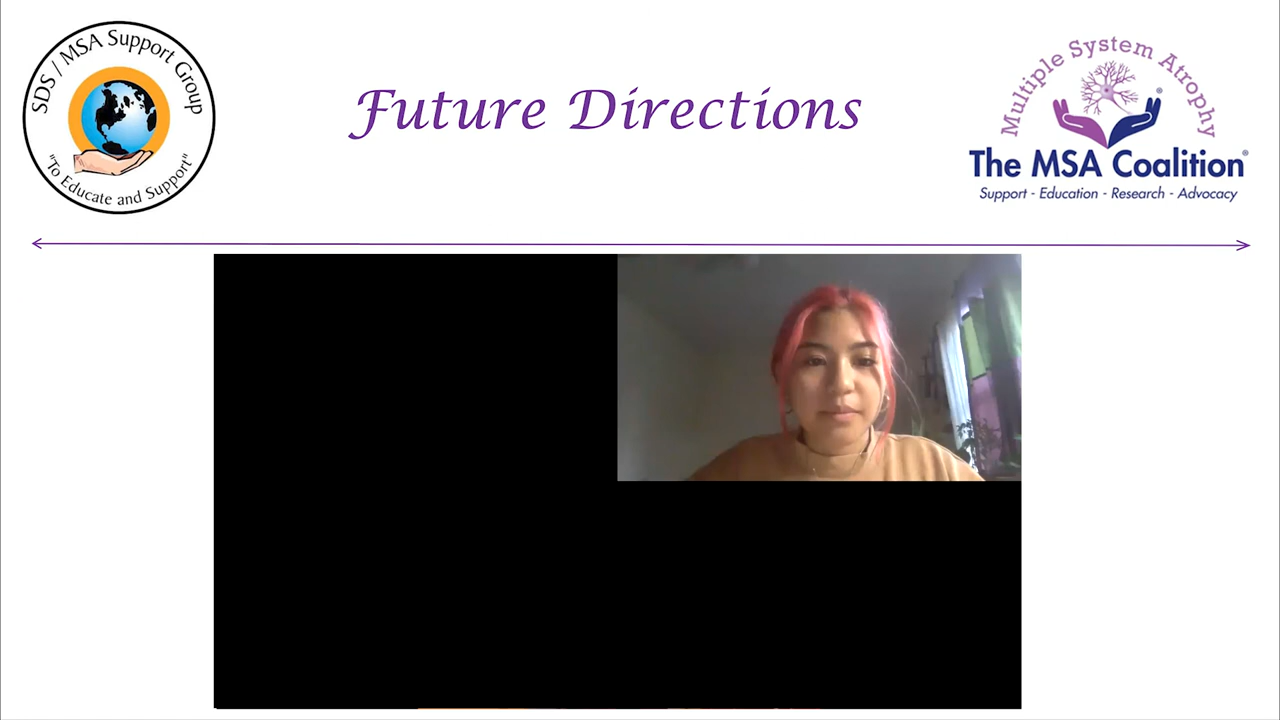 SDS / MSA Support Group
"To Educate and Support"
Future Directions
Multiple System Atrophy
®
The MSA Coalition®
Support - Education - Research - Advocacy